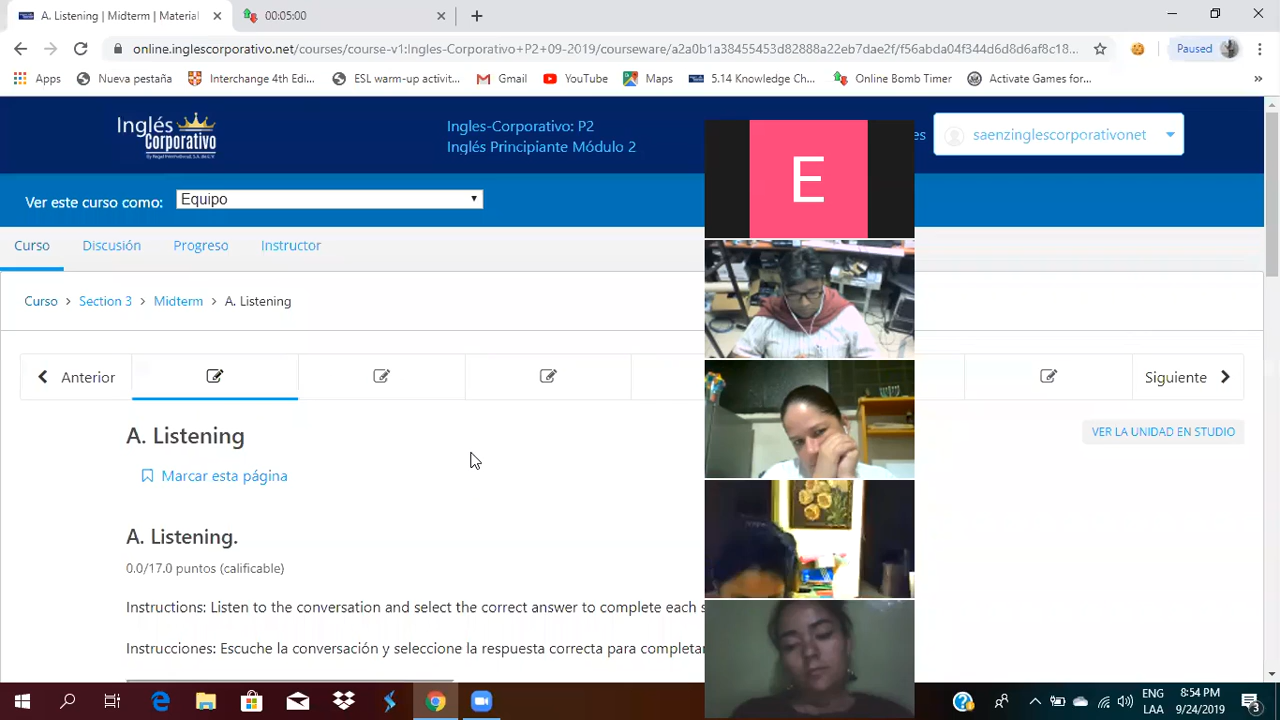 A. Listening | Midterm | Material
00:05:00
online.inglescorporativo.net/courses/course-v1:Ingles-Corporativo+P2+09-2019/courseware/a2a0b1a38455453d82888a22eb7dae2f/f56abda04f344d6d8d6af8c18...
Paused
Apps
Nueva pestaña
Interchange 4th Edi...
ESL warm-up activit...
Gmail
YouTube
Maps
5.14 Knowledge Ch...
Online Bomb Timer
Activate Games for...
»
Inglés
Corporativo
Ingles-Corporativo: P2
Inglés Principiante Módulo 2
es
saenzinglescorporativonet
Ver este curso como:
Equipo
Curso
Discusión
Progreso
Instructor
Curso > Section 3 > Midterm > A. Listening
Anterior
Siguiente
A. Listening
VER LA UNIDAD EN STUDIO
Marcar esta página
A. Listening.
0.0/17.0 puntos (calificable)
Instructions: Listen to the conversation and select the correct answer to complete each s
Instrucciones: Escuche la conversación y seleccione la respuesta correcta para completar
E
ENG
LAA
8:54 PM
9/24/2019
3